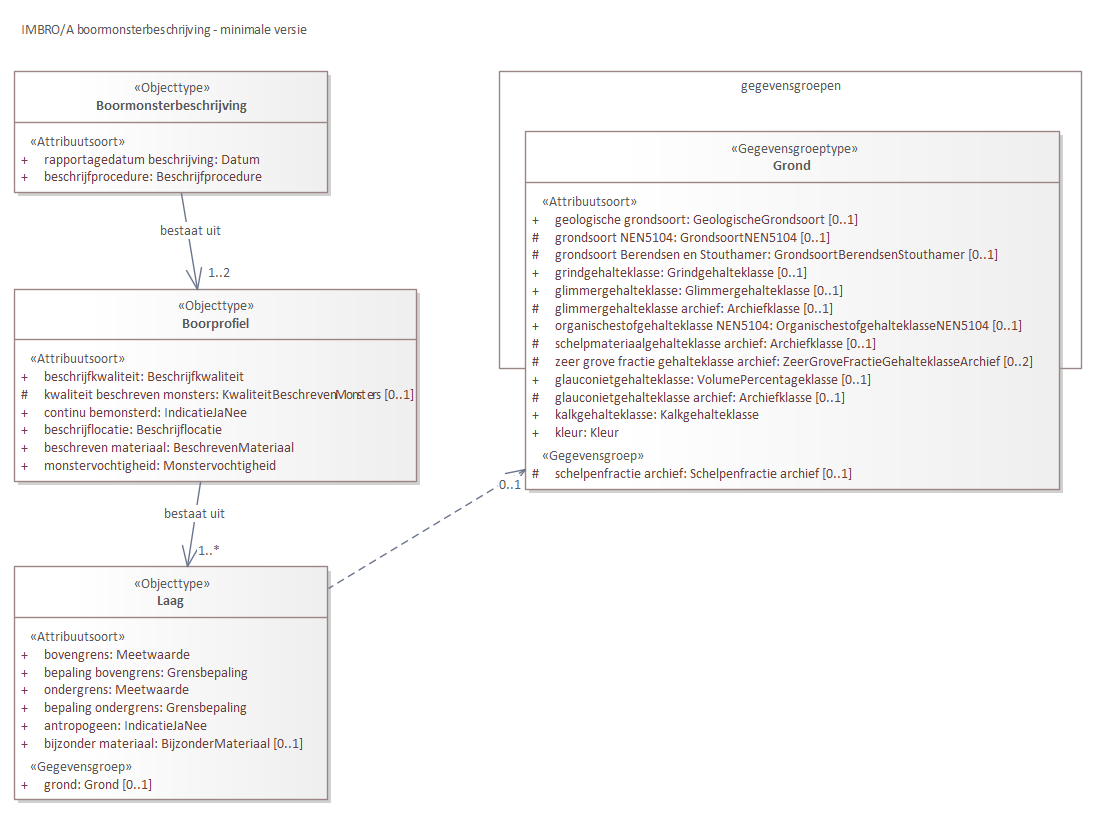 IMBRO/A boormonsterbeschrijving - minimale versie
«Objecttype»
Boormonsterbeschrijving
«Attribuutsoort»
+ rapportagedatum beschrijving: Datum
+ beschrijfprocedure: Beschrijfprocedure
bestaat uit
1..2
«Objecttype»
Boorprofiel
«Attribuutsoort»
+ beschrijfkwaliteit: Beschrijfkwaliteit
# kwaliteit beschreven monsters: KwaliteitBeschrevenMonsters [0..1]
+ continu bemonsterd: IndicatieJaNee
+ beschrijflocatie: Beschrijflocatie
+ beschreven materiaal: BeschrevenMateriaal
+ monstervochtigheid: Monstervochtigheid
bestaat uit
1..*
«Objecttype»
Laag
«Attribuutsoort»
+ bovengrens: Meetwaarde
+ bepaling bovengrens: Grensbepaling
+ ondergrens: Meetwaarde
+ bepaling ondergrens: Grensbepaling
+ antropogeen: IndicatieJaNee
+ bijzonder materiaal: BijzonderMateriaal [0..1]
«Gegevensgroep»
+ grond: Grond [0..1]
0..1
gegevensgroepen
«Gegevensgroeptype»
Grond
«Attribuutsoort»
+ geologische grondsoort: GeologischeGrondsoort [0..1]
# grondsoort NEN5104: GrondsoortNEN5104 [0..1]
# grondsoort Berendsen en Stouthamer: GrondsoortBerendsenStouthamer [0..1]
+ grindgehalteklasse: Grindgehalteklasse [0..1]
+ glimmergehalteklasse: Glimmergehalteklasse [0..1]
# glimmergehalteklasse archief: Archiefklasse [0..1]
+ organischestofgehalteklasse NEN5104: OrganischestofgehalteklasseNEN5104 [0..1]
# schelpmateriaalgehalteklasse archief: Archiefklasse [0..1]
# zeer grove fractie gehalteklasse archief: ZeerGroveFractieGehalteklasseArchief [0..2]
+ glauconietgehalteklasse: VolumePercentageklasse [0..1]
# glauconietgehalteklasse archief: Archiefklasse [0..1]
+ kalkgehalteklasse: Kalkgehalteklasse
+ kleur: Kleur
«Gegevensgroep»
# schelpenfractie archief: Schelpenfractie archief [0..1]